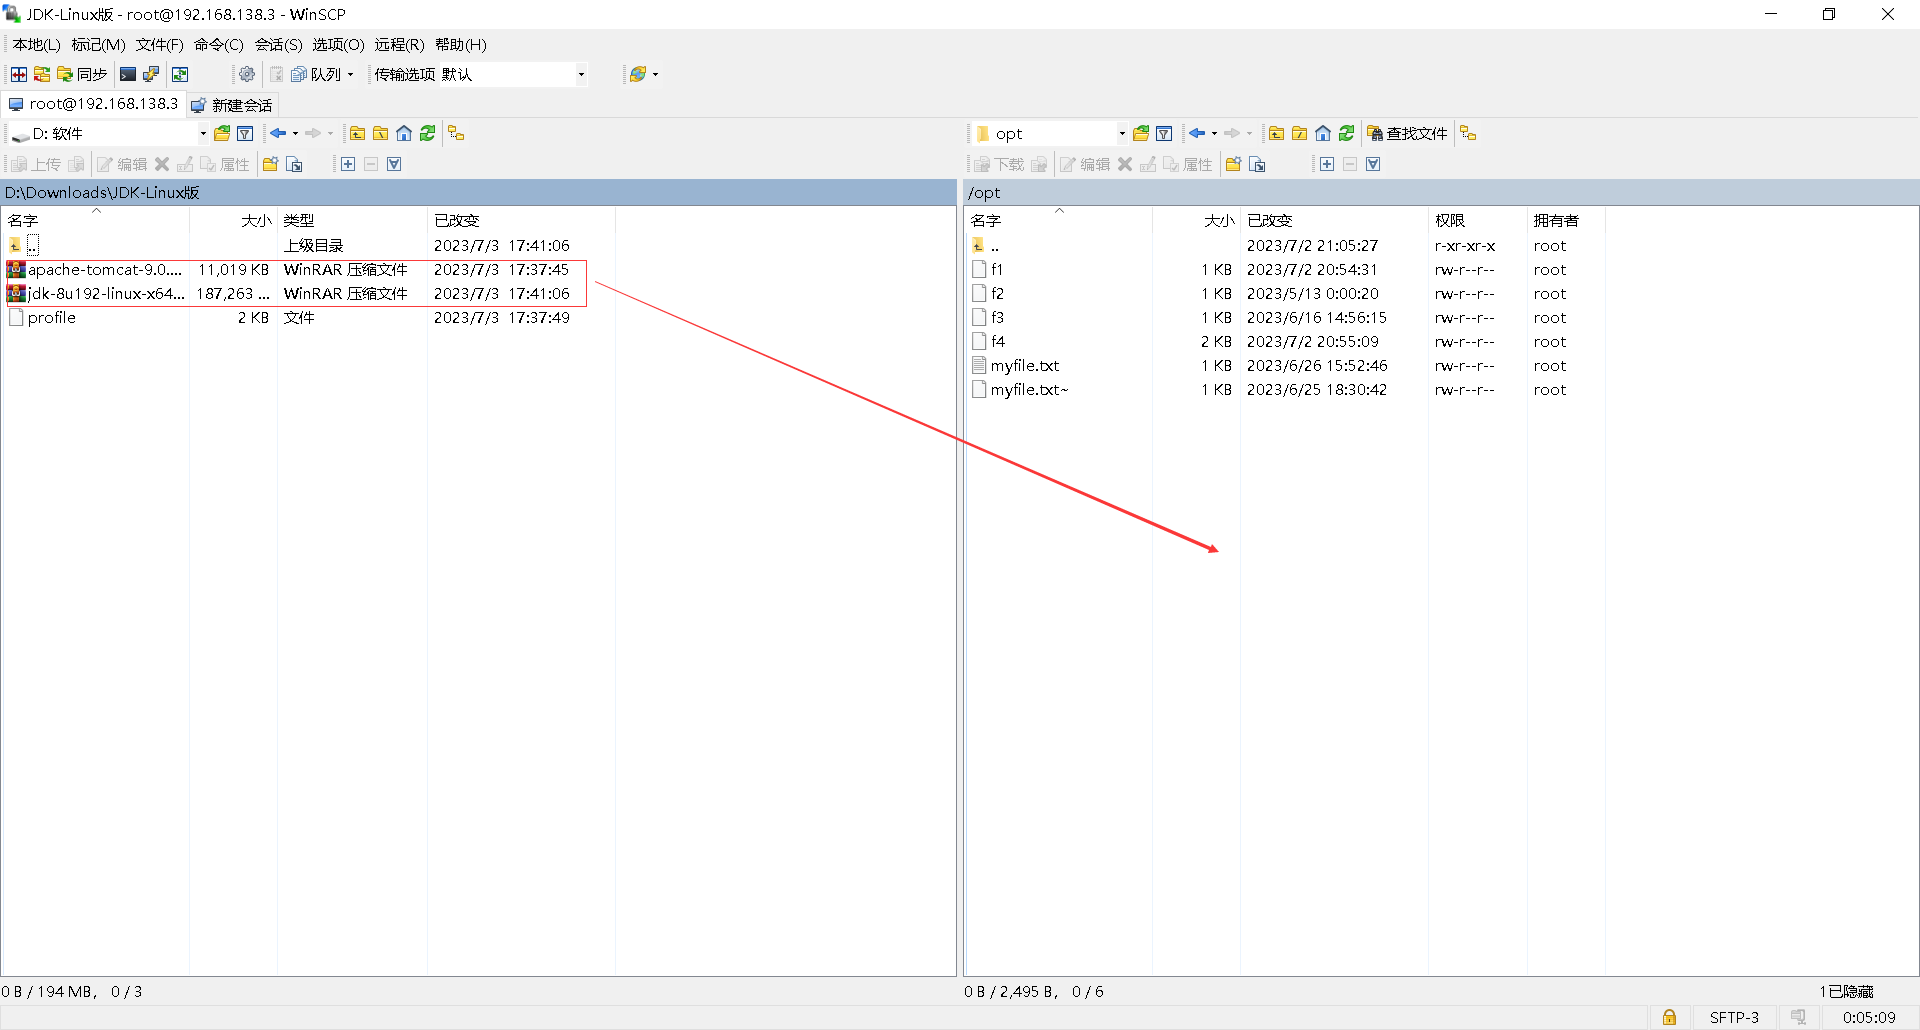 JDK-Linux版 - root@192.168.138.3 - WinSCP
本地(L) 标记(M) 文件(F) 命令(C) 会话(S) 选项(O) 远程(R) 帮助(H)
同步 队列 传输选项 默认
root@192.168.138.3 新建会话
D: 软件
上传 编辑 属性
D:\Downloads\JDK-Linux版
名字 大小 类型 已改变
.. 上级目录 2023/7/3 17:41:06
apache-tomcat-9.0.... 11,019 KB WinRAR 压缩文件 2023/7/3 17:37:45
jdk-8u192-linux-x64... 187,263 ... WinRAR 压缩文件 2023/7/3 17:41:06
profile 2 KB 文件 2023/7/3 17:37:49
0 B / 194 MB, 0 / 3
opt 查找文件
下载 编辑 属性
/opt
名字 大小 已改变 权限 拥有者
.. 2023/7/2 21:05:27 r-xr-xr-x root
f1 1 KB 2023/7/2 20:54:31 rw-r--r-- root
f2 1 KB 2023/5/13 0:00:20 rw-r--r-- root
f3 1 KB 2023/6/16 14:56:15 rw-r--r-- root
f4 2 KB 2023/7/2 20:55:09 rw-r--r-- root
myfile.txt 1 KB 2023/6/26 15:52:46 rw-r--r-- root
myfile.txt~ 1 KB 2023/6/25 18:30:42 rw-r--r-- root
0 B / 2,495 B, 0 / 6 1已隐藏
SFTP-3 0:05:09